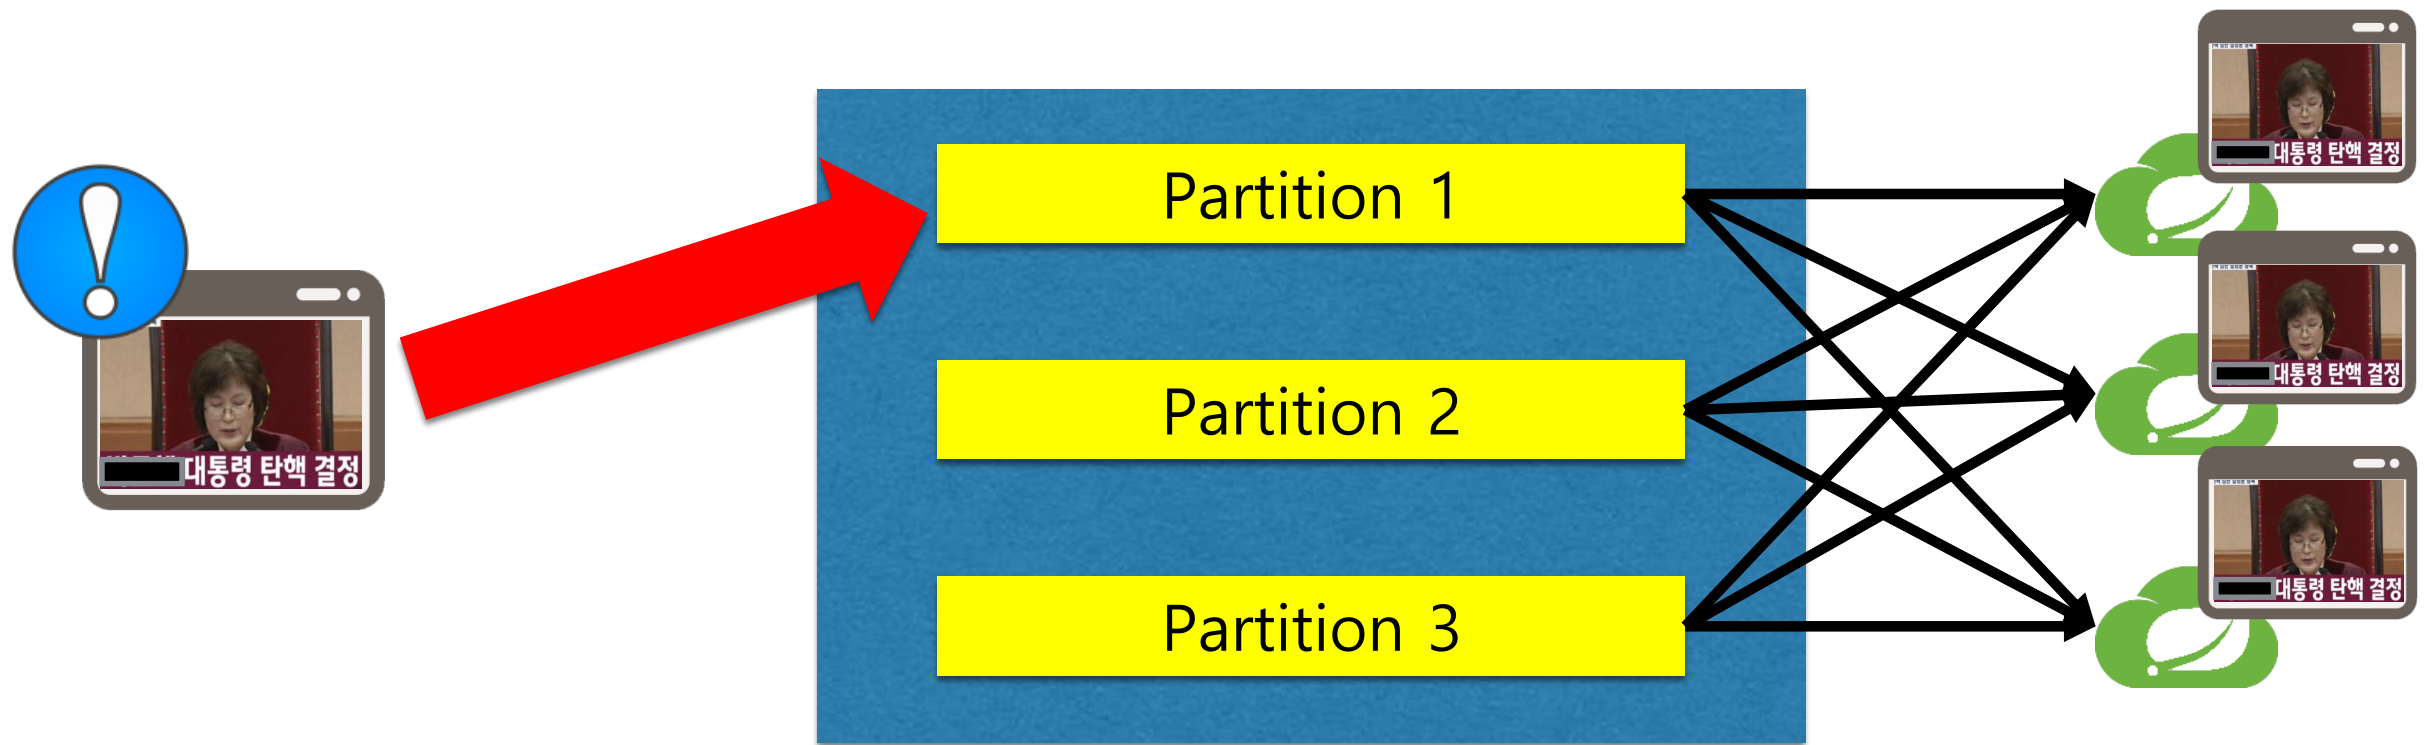 대통령 탄핵 결정
Partition 1
Partition 2
Partition 3
대통령 탄핵 결정
대통령 탄핵 결정
대통령 탄핵 결정